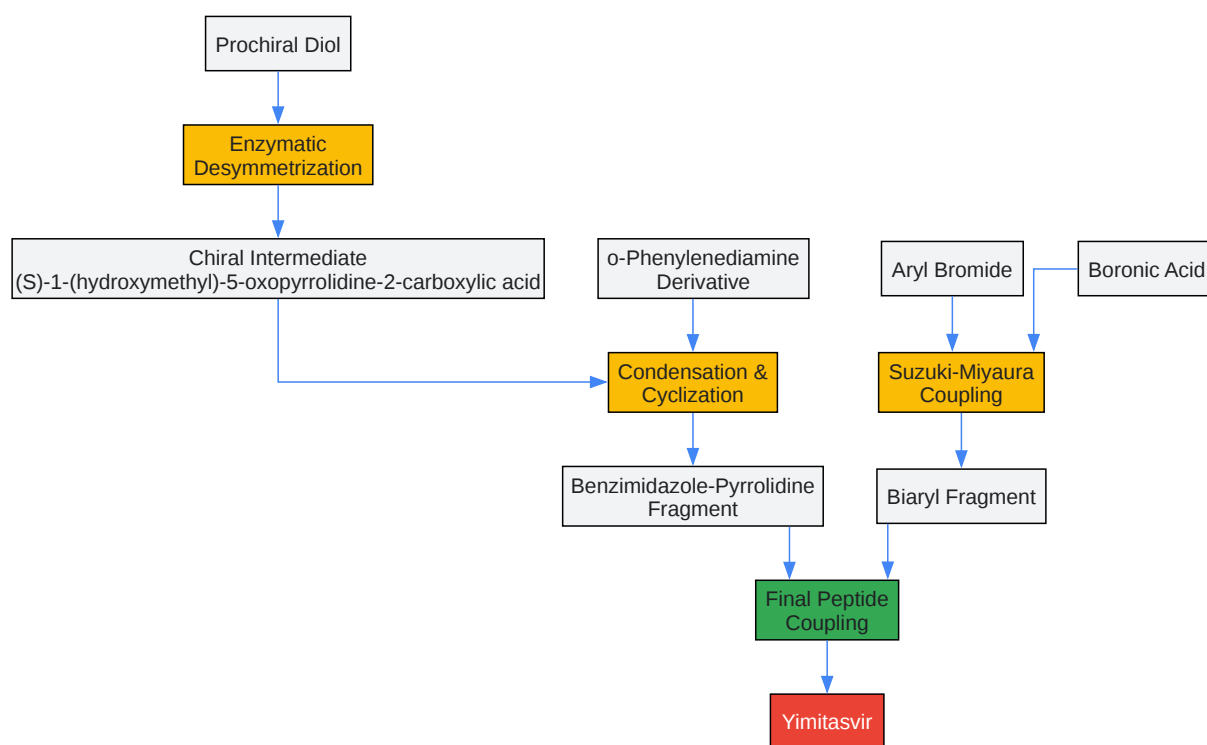 Prochiral Diol
Enzymatic
Desymmetrization
Chiral Intermediate
(S)-1-(hydroxymethyl)-5-oxopyrrolidine-2-carboxylic acid
o-Phenylenediamine
Derivative
Aryl Bromide
Boronic Acid
Condensation &
Cyclization
Suzuki-Miyaura
Coupling
Benzimidazole-Pyrrolidine
Fragment
Biaryl Fragment
Final Peptide
Coupling
Yimitasvir